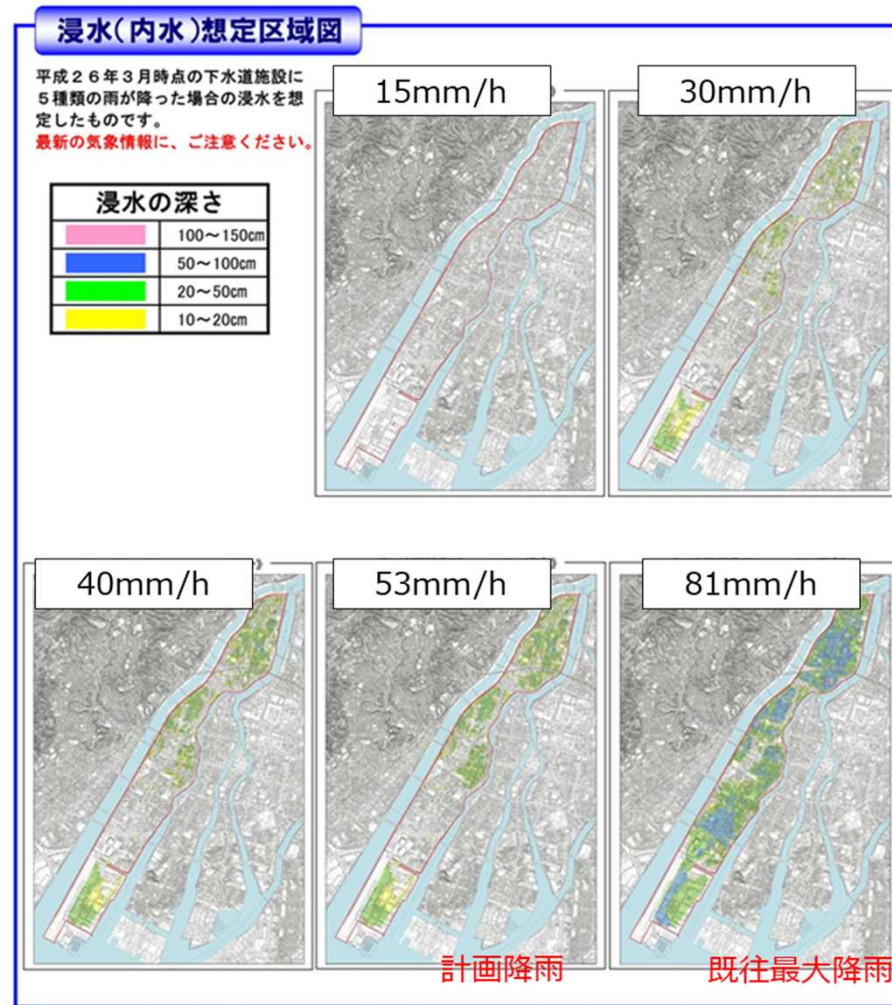 浸水(内水)想定区域図
平成26年3月時点の下水道施設に
5種類の雨が降った場合の浸水を想
定したものです。
最新の気象情報に、ご注意ください。
浸水の深さ
100～150cm
50～100cm
20～50cm
10～20cm
15mm/h
30mm/h
40mm/h
53mm/h
81mm/h
計画降雨
既往最大降雨